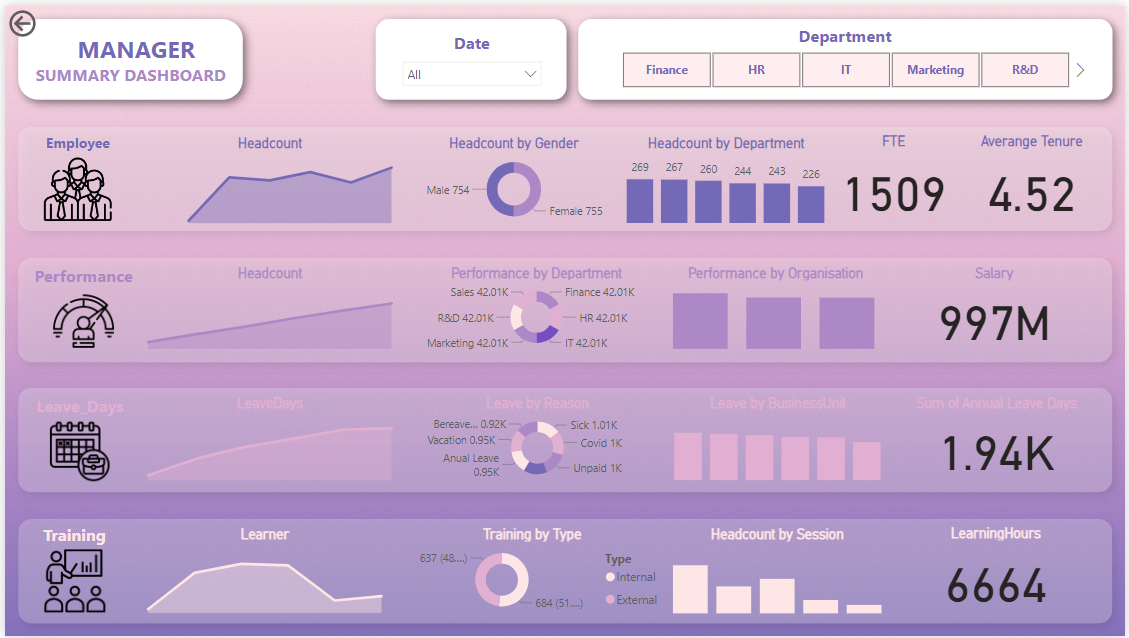 MANAGER
SUMMARY DASHBOARD
Date
All
Department
Finance
HR
IT
Marketing
R&D
Employee
Headcount
Headcount by Gender
Male 754
Female 755
Headcount by Department
269 267 260 244 243 226
FTE
1509
Averange Tenure
4.52
Performance
Headcount
Performance by Department
Sales 42.01K
Finance 42.01K
R&D 42.01K
HR 42.01K
Marketing 42.01K
IT 42.01K
Performance by Organisation
Salary
997M
Leave_Days
LeaveDays
Leave by Reason
Bereave... 0.92K
Sick 1.01K
Vacation 0.95K
Covid 1K
Anual Leave
0.95K
Unpaid 1K
Leave by BusinessUnit
Sum of Annual Leave Days
1.94K
Training
Learner
Training by Type
637 (48....)
684 (51....)
Type
Internal
External
Headcount by Session
LearningHours
6664